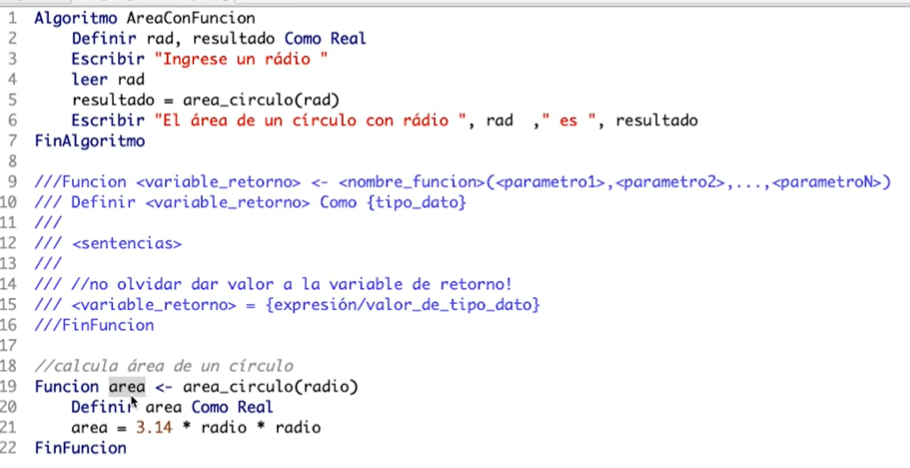 1 Algoritmo AreaConFuncion
2 Definir rad, resultado Como Real
3 Escribir "Ingrese un rádio "
4 leer rad
5 resultado = area_circulo(rad)
6 Escribir "El área de un círculo con rádio ", rad ," es ", resultado
7 FinAlgoritmo
8
9 ///Funcion <variable_retorno> <- <nombre_funcion>(<parametro1>,<parametro2>,...,<parametroN>)
10 /// Definir <variable_retorno> Como {tipo_dato}
11 ///
12 /// <sentencias>
13 ///
14 /// //no olvidar dar valor a la variable de retorno!
15 /// <variable_retorno> = {expresión/valor_de_tipo_dato}
16 ///FinFuncion
17
18 //calcula área de un círculo
19 Funcion area <- area_circulo(radio)
20 Definir area Como Real
21 area = 3.14 * radio * radio
22 FinFuncion